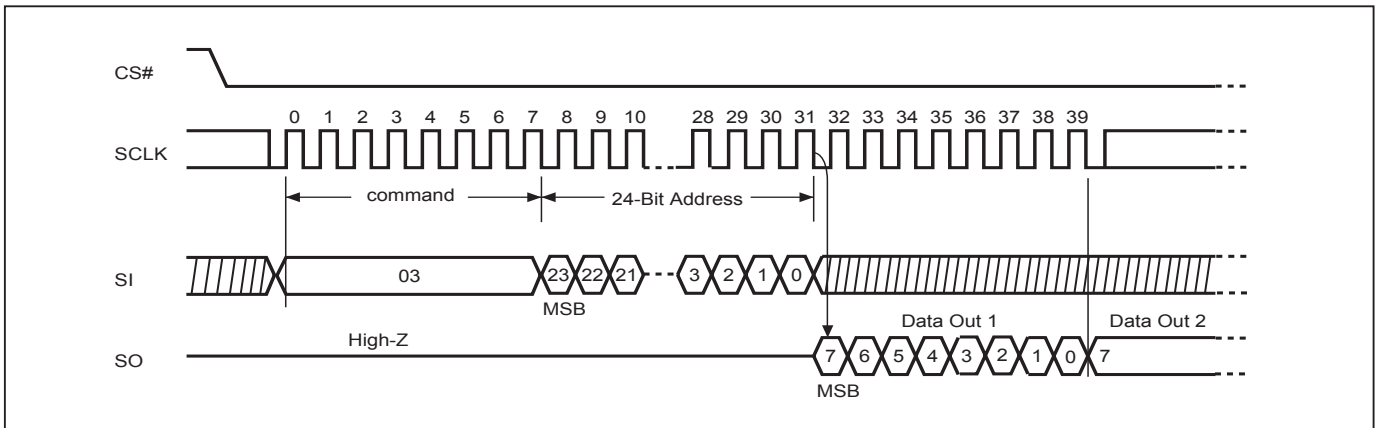 CS#
0 1 2 3 4 5 6 7 8 9 10 28 29 30 31 32 33 34 35 36 37 38 39
SCLK
command
24-Bit Address
SI
03
23 22 21 3 2 1 0
MSB
Data Out 1
Data Out 2
High-Z
SO
7 6 5 4 3 2 1 0 7
MSB